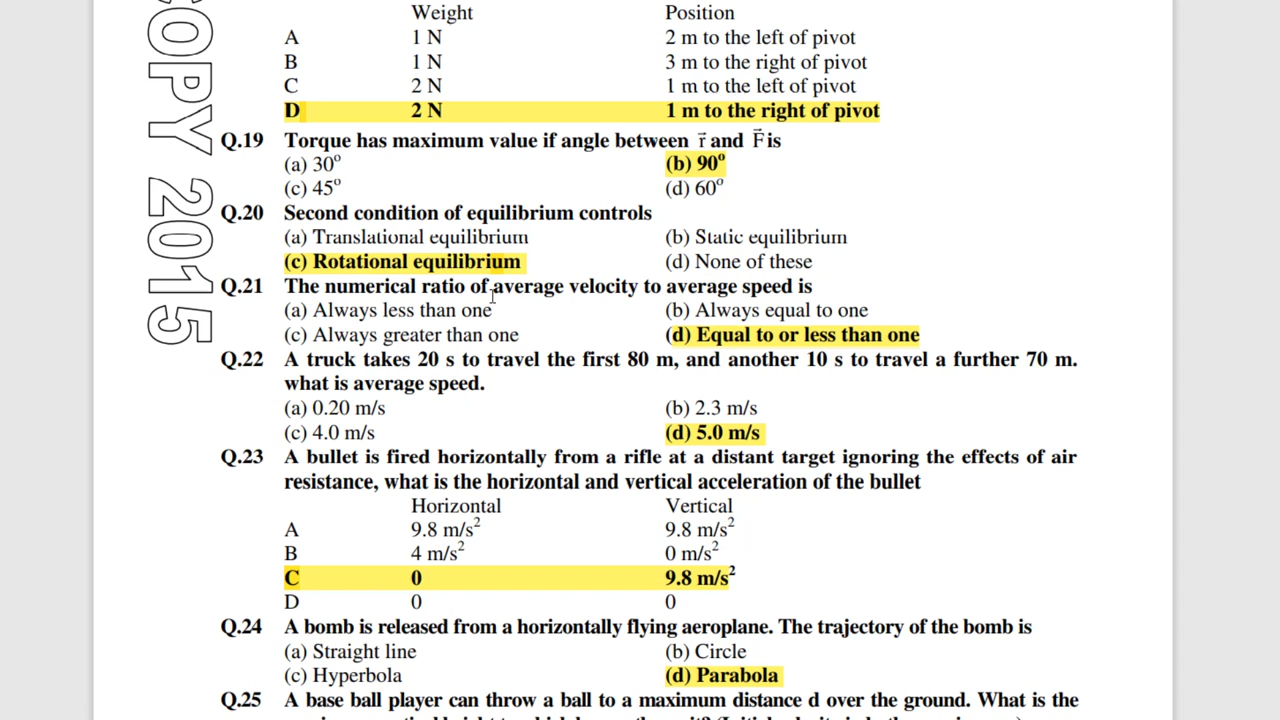 COPY 2015
Weight Position
A 1 N 2 m to the left of pivot
B 1 N 3 m to the right of pivot
C 2 N 1 m to the left of pivot
D 2 N 1 m to the right of pivot
Q.19 Torque has maximum value if angle between r⃗ and F⃗ is
(a) 30° (b) 90°
(c) 45° (d) 60°
Q.20 Second condition of equilibrium controls
(a) Translational equilibrium (b) Static equilibrium
(c) Rotational equilibrium (d) None of these
Q.21 The numerical ratio of average velocity to average speed is
(a) Always less than one (b) Always equal to one
(c) Always greater than one (d) Equal to or less than one
Q.22 A truck takes 20 s to travel the first 80 m, and another 10 s to travel a further 70 m.
what is average speed.
(a) 0.20 m/s (b) 2.3 m/s
(c) 4.0 m/s (d) 5.0 m/s
Q.23 A bullet is fired horizontally from a rifle at a distant target ignoring the effects of air
resistance, what is the horizontal and vertical acceleration of the bullet
Horizontal Vertical
A 9.8 m/s² 9.8 m/s²
B 4 m/s² 0 m/s²
C 0 9.8 m/s²
D 0 0
Q.24 A bomb is released from a horizontally flying aeroplane. The trajectory of the bomb is
(a) Straight line (b) Circle
(c) Hyperbola (d) Parabola
Q.25 A base ball player can throw a ball to a maximum distance d over the ground. What is the